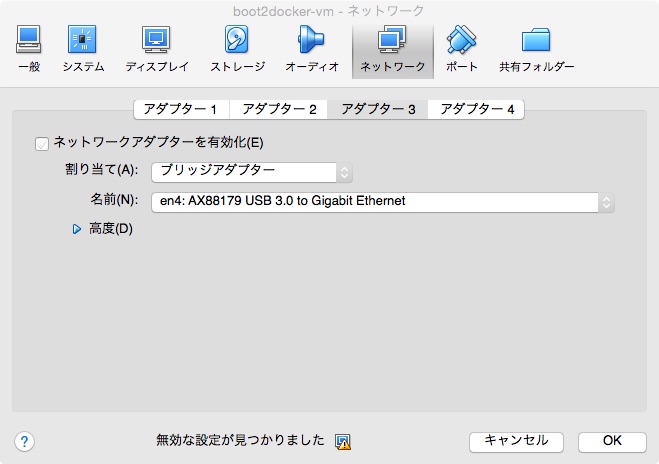 boot2docker-vm - ネットワーク
一般 システム ディスプレイ ストレージ オーディオ ネットワーク ポート 共有フォルダー
アダプター 1 アダプター 2 アダプター 3 アダプター 4
ネットワークアダプターを有効化(E)
割り当て(A): ブリッジアダプター
名前(N): en4: AX88179 USB 3.0 to Gigabit Ethernet
高度(D)
? 無効な設定が見つかりました キャンセル OK